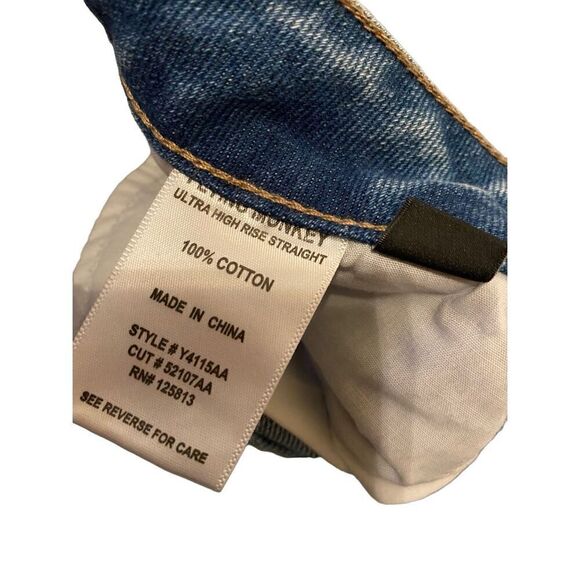 FLYING MONKEY
ULTRA HIGH RISE STRAIGHT
100% COTTON
MADE IN CHINA
STYLE # Y4115AA
CUT # 52107AA
RN# 125813
SEE REVERSE FOR CARE